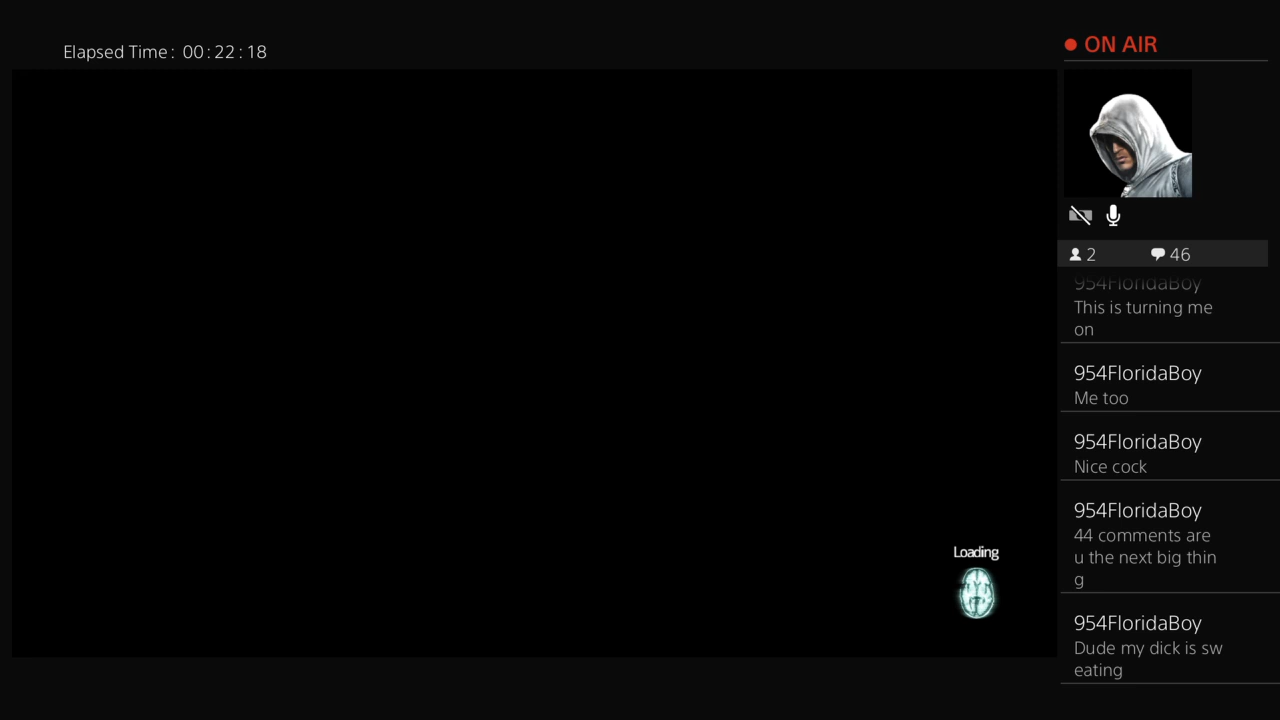 Elapsed Time: 00:22:18
ON AIR
2 46
954FloridaBoy
This is turning me
on
954FloridaBoy
Me too
954FloridaBoy
Nice cock
954FloridaBoy
44 comments are
u the next big thin
g
954FloridaBoy
Dude my dick is sw
eating
Loading